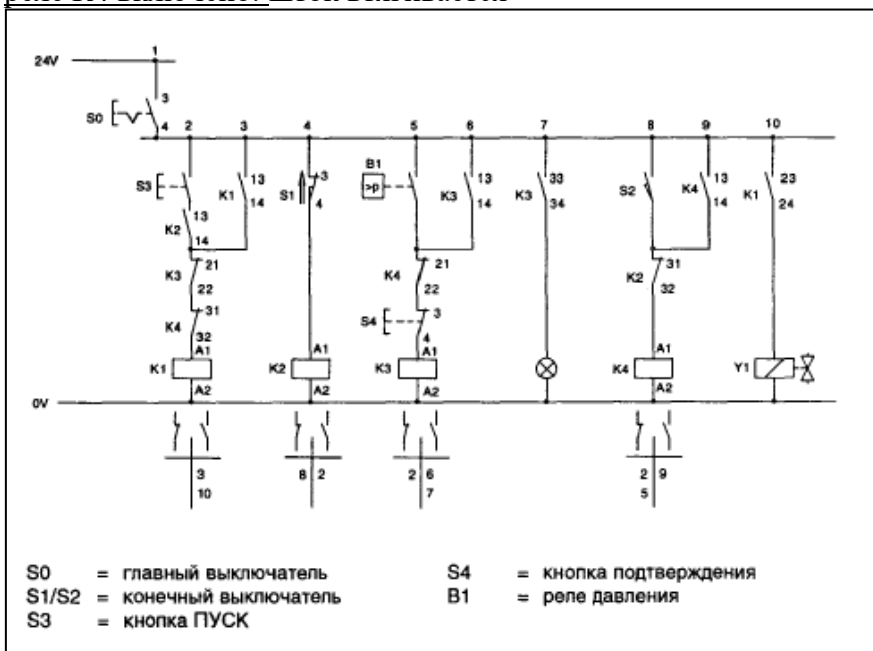 1
24V
3
S0
4
2 3 4 5 6 7 8 9 10
S3 K1 13 14
S1 3 4
B1 >p
K3 13 14
K3 33 34
S2
K4 13 14
K1 23 24
K2 13 14
K3 21 22
K4 21 22
K2 31 32
K4 31 32
S4 3 4
A1 A1 A1 A1
K1 K2 K3 K4 Y1
A2 A2 A2 A2
0V
3 8 2 2 6 2 9
10 7 5
S0 = главный выключатель
S1/S2 = конечный выключатель
S3 = кнопка ПУСК
S4 = кнопка подтверждения
B1 = реле давления